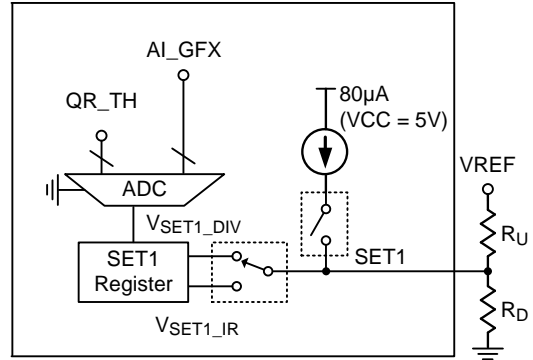 AI_GFX
QR_TH
80µA
(VCC = 5V)
VREF
ADC
VSET1_DIV
RU
SET1
Register
SET1
RD
VSET1_IR